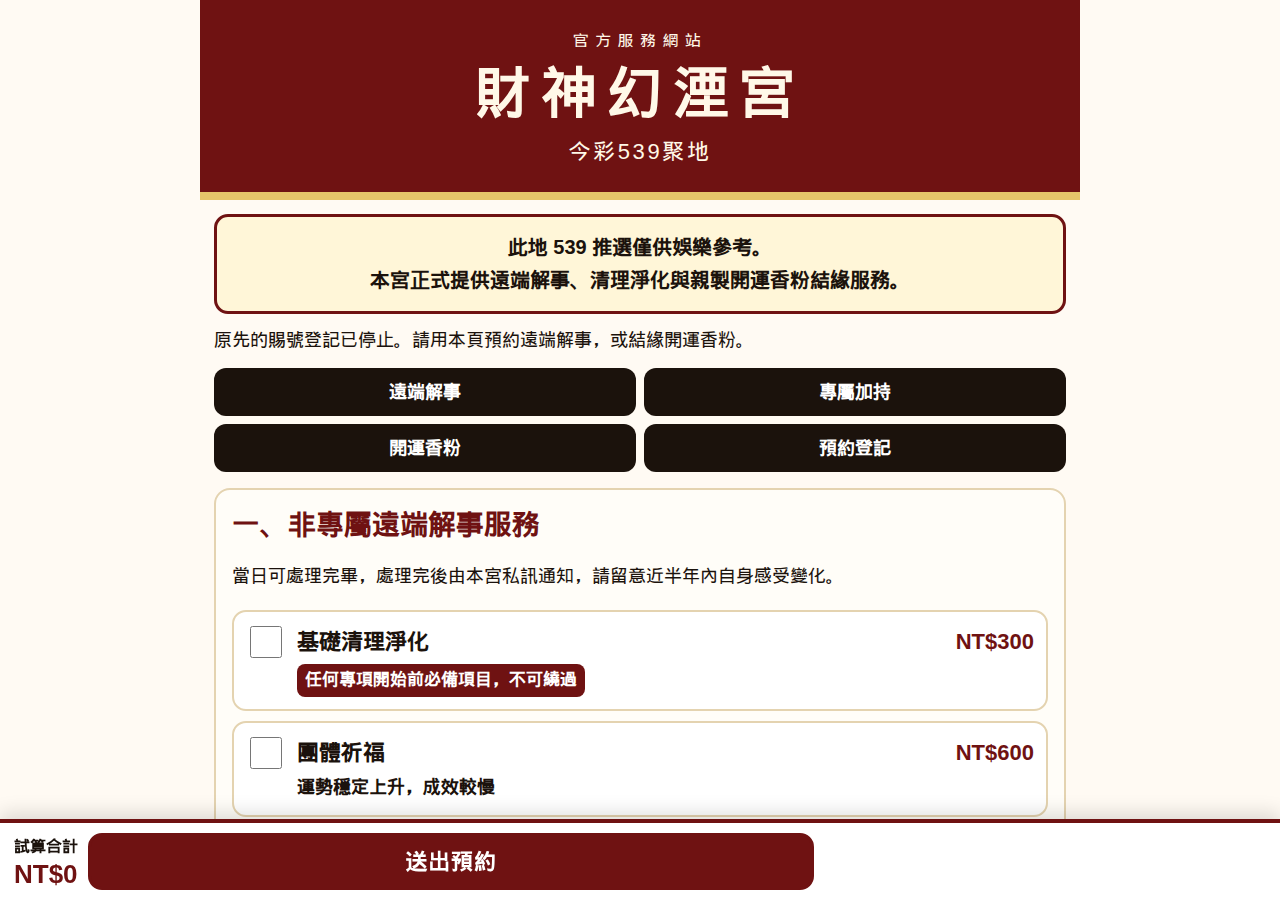 官方服務網站
財神幻湮宮
今彩539聚地
此地 539 推選僅供娛樂參考。
本宮正式提供遠端解事、清理淨化與親製開運香粉結緣服務。
原先的賜號登記已停止。請用本頁預約遠端解事，或結緣開運香粉。
遠端解事
專屬加持
開運香粉
預約登記
一、非專屬遠端解事服務
當日可處理完畢，處理完後由本宮私訊通知，請留意近半年內自身感受變化。
基礎清理淨化
NT$300
任何專項開始前必備項目，不可繞過
團體祈福
NT$600
運勢穩定上升，成效較慢
試算合計
NT$0
送出預約